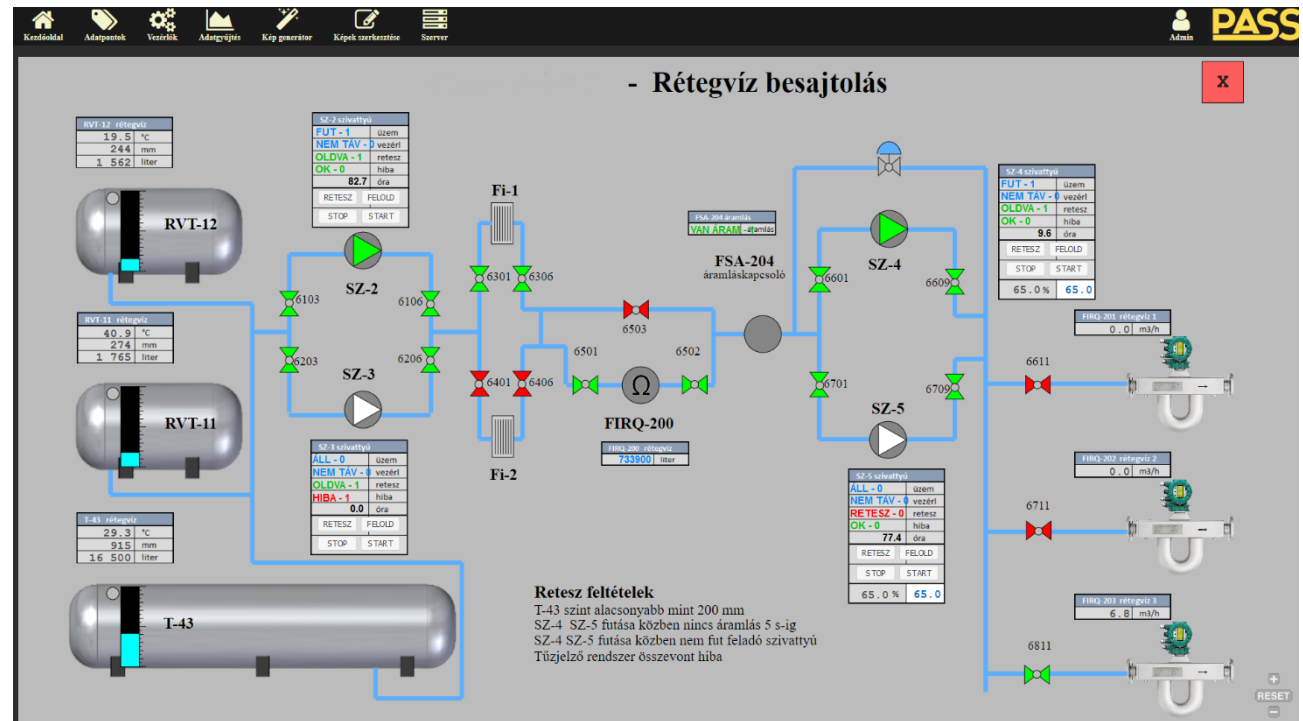 Kezdőoldal Adatpontok Vezérlők Adatgyűjtés Kép generátor Képek szerkesztése Szerver Admin PASS
- Rétegvíz besajtolás
X
RVT-12 rétegvíz
19.5 °C
244 mm
1 562 liter
RVT-12
RVT-11 rétegvíz
40.9 °C
274 mm
1 765 liter
RVT-11
T-43 rétegvíz
29.3 °C
915 mm
16 500 liter
T-43
SZ-2 szivattyú
FUT - 1 üzem
NEM TÁV - 0 vezérl
OLDVA - 1 retesz
OK - 0 hiba
82.7 óra
RETESZ FELOLD
STOP START
SZ-2
6103
6106
6203
6206
SZ-3
SZ-3 szivattyú
ÁLL - 0 üzem
NEM TÁV - 0 vezérl
OLDVA - 1 retesz
HIBA - 1 hiba
0.0 óra
RETESZ FELOLD
STOP START
Fi-1
6301 6306
6401 6406
Fi-2
6503
6501 6502
Ω
FIRQ-200
FIRQ-200 rétegvíz
733900 liter
FSA-204 áramlás
VAN ÁRAM -áramlás
FSA-204
áramláskapcsoló
Retesz feltételek
T-43 szint alacsonyabb mint 200 mm
SZ-4 SZ-5 futása közben nincs áramlás 5 s-ig
SZ-4 SZ-5 futása közben nem fut feladó szivattyú
Tűzjelző rendszer összevont hiba
SZ-4
6601
6609
6701
6709
SZ-5
SZ-4 szivattyú
FUT - 1 üzem
NEM TÁV - 0 vezérl
OLDVA - 1 retesz
OK - 0 hiba
9.6 óra
RETESZ FELOLD
STOP START
65.0 % 65.0
SZ-5 szivattyú
ÁLL - 0 üzem
NEM TÁV - 0 vezérl
RETESZ - 0 retesz
OK - 0 hiba
77.4 óra
RETESZ FELOLD
STOP START
65.0 % 65.0
FIRQ-201 rétegvíz 1
0.0 m3/h
6611
FIRQ-202 rétegvíz 2
0.0 m3/h
6711
FIRQ-203 rétegvíz 3
6.8 m3/h
6811
+
RESET
-